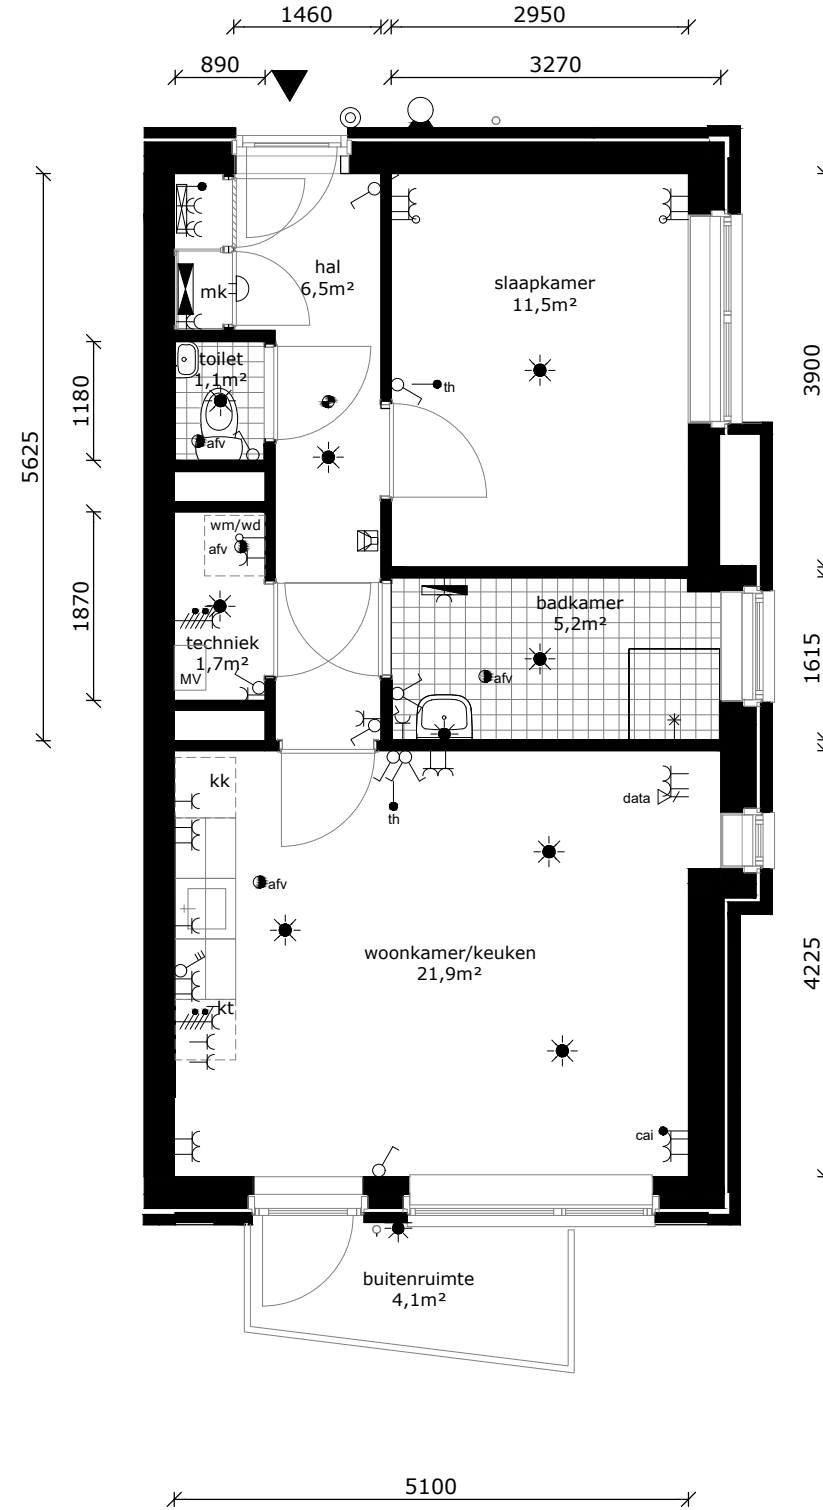 1460
2950
890
3270
hal
6,5m²
slaapkamer
11,5m²
mk
toilet
1,1m²
afv
th
1180
3900
5625
wm/wd
afv
badkamer
5,2m²
1870
1615
techniek
1,7m²
MV
afv
kk
th
data
afv
woonkamer/keuken
21,9m²
4225
kt
cai
buitenruimte
4,1m²
5100